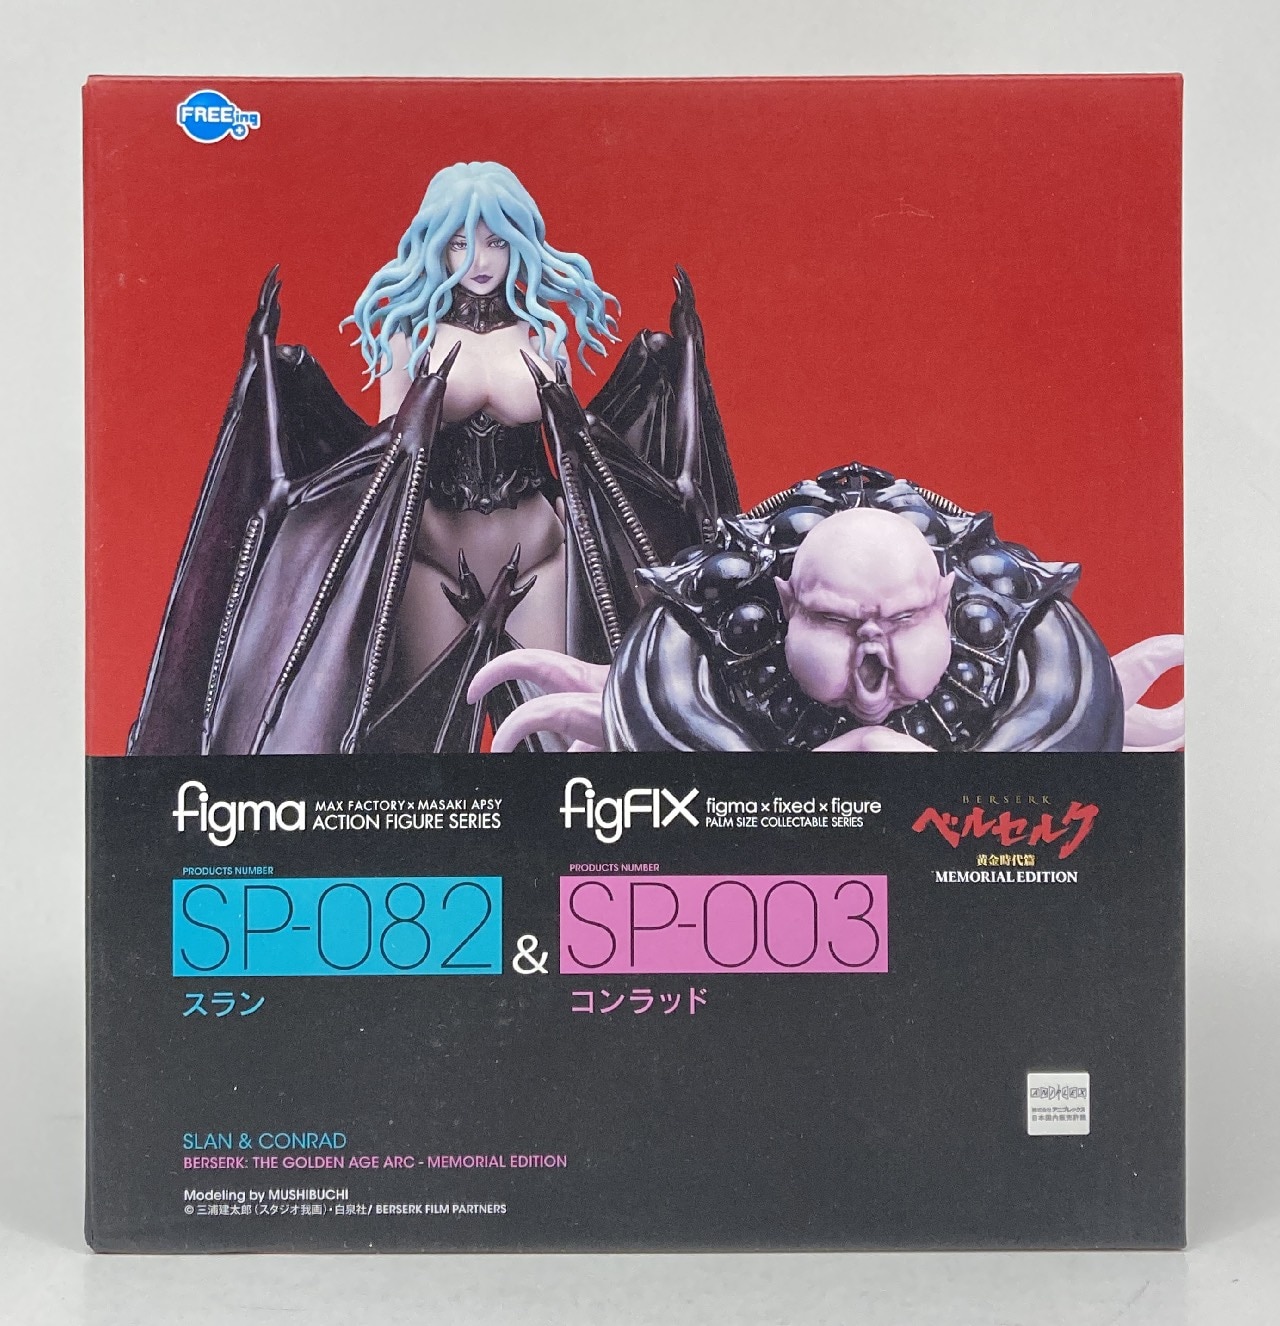 FREEing
figma
MAX FACTORY × MASAKI APSY
ACTION FIGURE SERIES
figFIX
figma × fixed × figure
PALM SIZE COLLECTABLE SERIES
BERSERK
ベルセルク
黄金時代篇
MEMORIAL EDITION
PRODUCTS NUMBER
SP-082
スラン
&
PRODUCTS NUMBER
SP-003
コンラッド
SLAN & CONRAD
BERSERK: THE GOLDEN AGE ARC - MEMORIAL EDITION
Modeling by MUSHIBUCHI
© 三浦建太郎（スタジオ我画）・白泉社/ BERSERK FILM PARTNERS